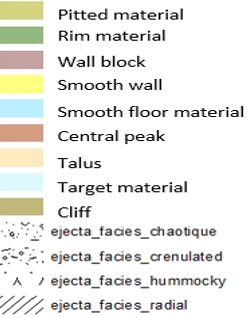 Pitted material
Rim material
Wall block
Smooth wall
Smooth floor material
Central peak
Talus
Target material
Cliff
ejecta_facies_chaotique
ejecta_facies_crenulated
ejecta_facies_hummocky
ejecta_facies_radial